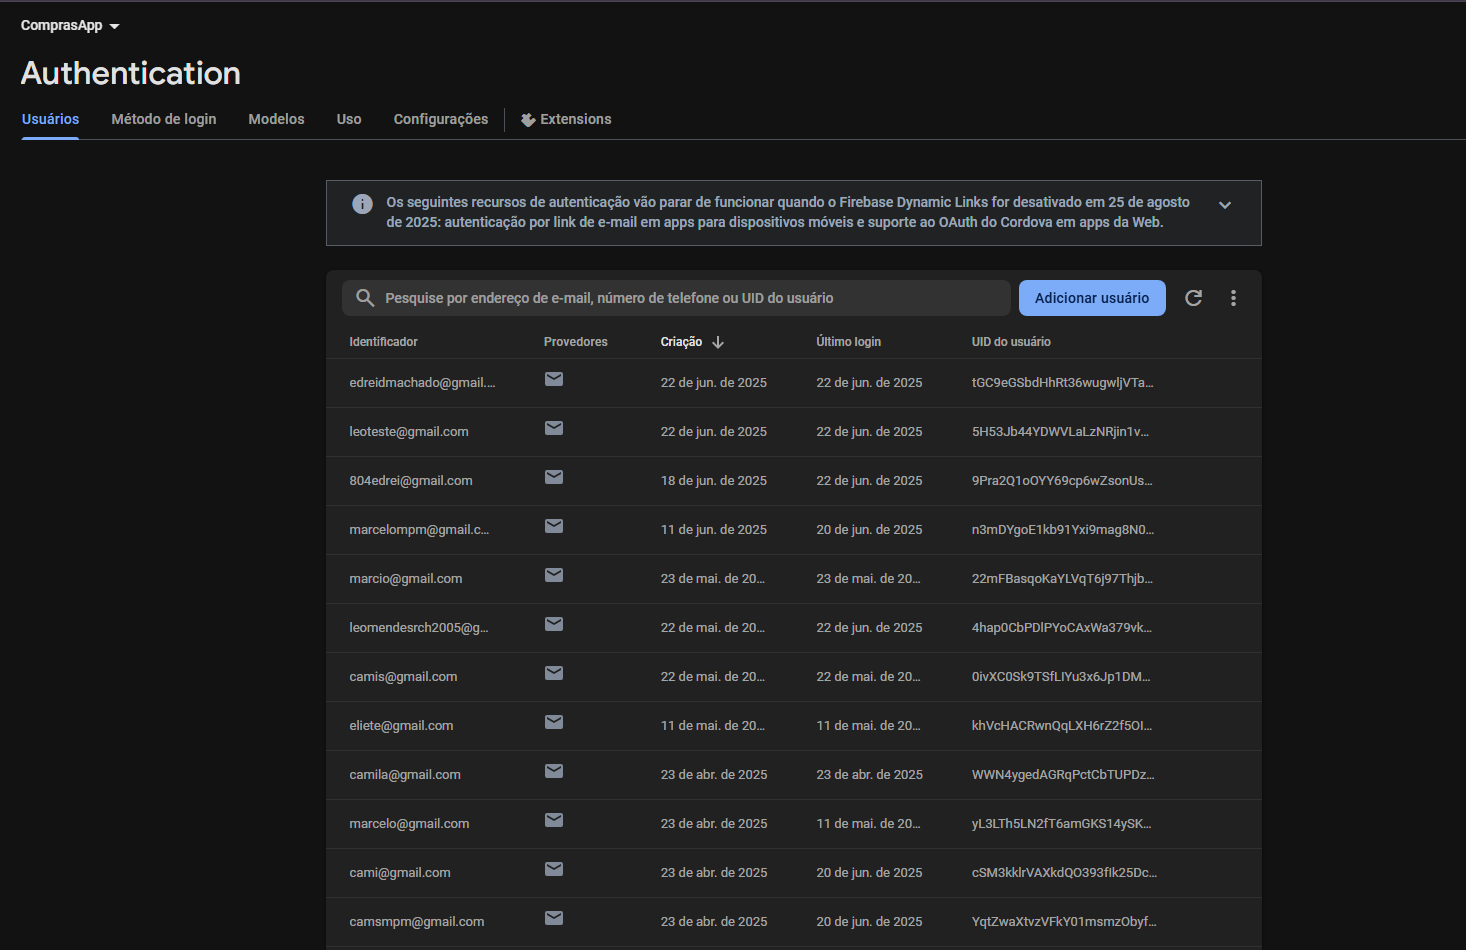 ComprasApp
Authentication
Usuários Método de login Modelos Uso Configurações Extensions
Os seguintes recursos de autenticação vão parar de funcionar quando o Firebase Dynamic Links for desativado em 25 de agosto
de 2025: autenticação por link de e-mail em apps para dispositivos móveis e suporte ao OAuth do Cordova em apps da Web.
Pesquise por endereço de e-mail, número de telefone ou UID do usuário Adicionar usuário
Identificador Provedores Criação Último login UID do usuário
edreidmachado@gmail.… 22 de jun. de 2025 22 de jun. de 2025 tGC9eGSbdHhRt36wugwljVTa…
leoteste@gmail.com 22 de jun. de 2025 22 de jun. de 2025 5H53Jb44YDWVLaLzNRjin1v…
804edrei@gmail.com 18 de jun. de 2025 22 de jun. de 2025 9Pra2Q1oOYY69cp6wZsonUs…
marcelompm@gmail.c… 11 de jun. de 2025 20 de jun. de 2025 n3mDYgoE1kb91Yxi9mag8N0…
marcio@gmail.com 23 de mai. de 20… 23 de mai. de 20… 22mFBasqoKaYLVqT6j97Thjb…
leomendesrch2005@g… 22 de mai. de 20… 22 de jun. de 2025 4hap0CbPDlPYoCAxWa379vk…
camis@gmail.com 22 de mai. de 20… 22 de mai. de 20… 0ivXC0Sk9TSfLIYu3x6Jp1DM…
eliete@gmail.com 11 de mai. de 20… 11 de mai. de 20… khVcHACRwnQqLXH6rZ2f5OI…
camila@gmail.com 23 de abr. de 2025 23 de abr. de 2025 WWN4ygedAGRqPctCbTUPDz…
marcelo@gmail.com 23 de abr. de 2025 11 de mai. de 20… yL3LTh5LN2fT6amGKS14ySK…
cami@gmail.com 23 de abr. de 2025 20 de jun. de 2025 cSM3kklrVAXkdQO393fIk25Dc…
camsmpm@gmail.com 23 de abr. de 2025 20 de jun. de 2025 YqtZwaXtvzVFkY01msmzObyf…